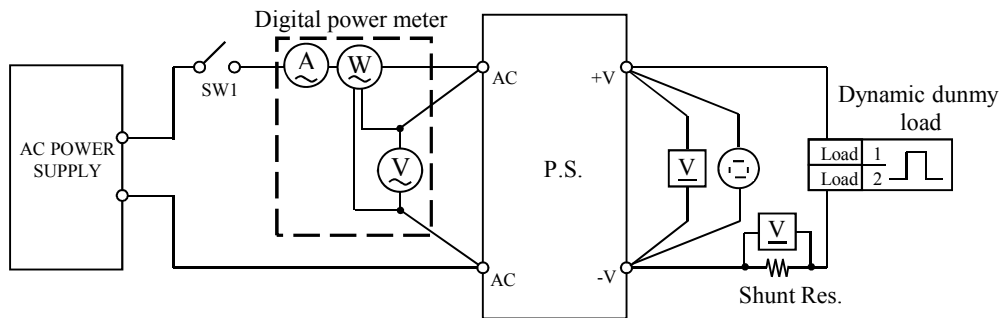 Digital power meter
A
W
AC
+V
SW1
Dynamic dunmy
load
AC POWER
SUPPLY
V
P.S.
V
Load 1
Load 2
V
AC
-V
Shunt Res.